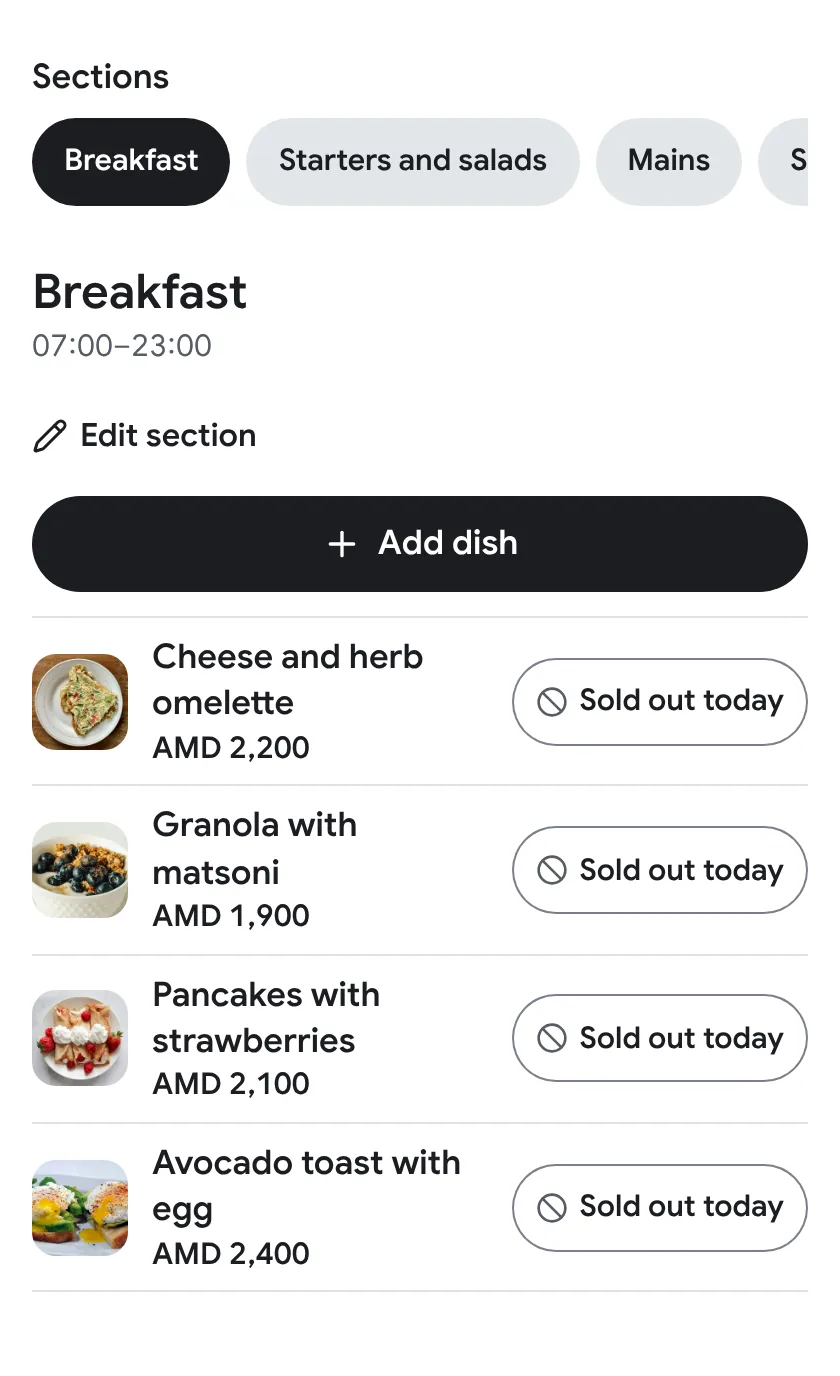 Sections
Breakfast
Starters and salads
Mains
S
Breakfast
07:00–23:00
Edit section
+ Add dish
Cheese and herb
omelette
AMD 2,200
Sold out today
Granola with
matsoni
AMD 1,900
Sold out today
Pancakes with
strawberries
AMD 2,100
Sold out today
Avocado toast with
egg
AMD 2,400
Sold out today